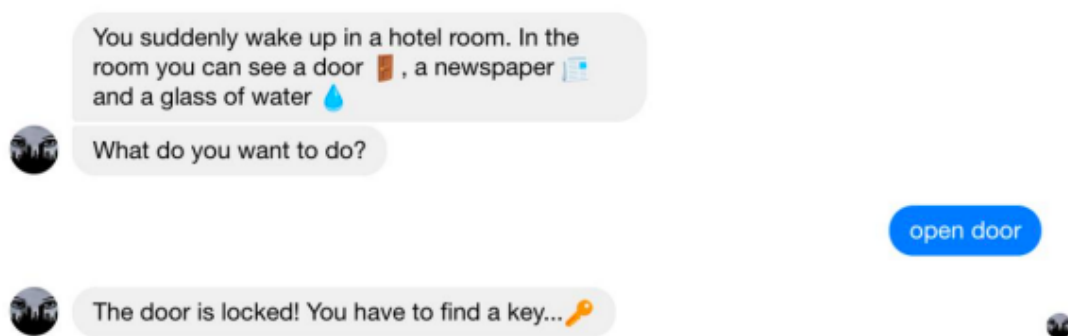 You suddenly wake up in a hotel room. In the
room you can see a door 🚪 , a newspaper 📰
and a glass of water 💧
What do you want to do?
open door
The door is locked! You have to find a key...🔑